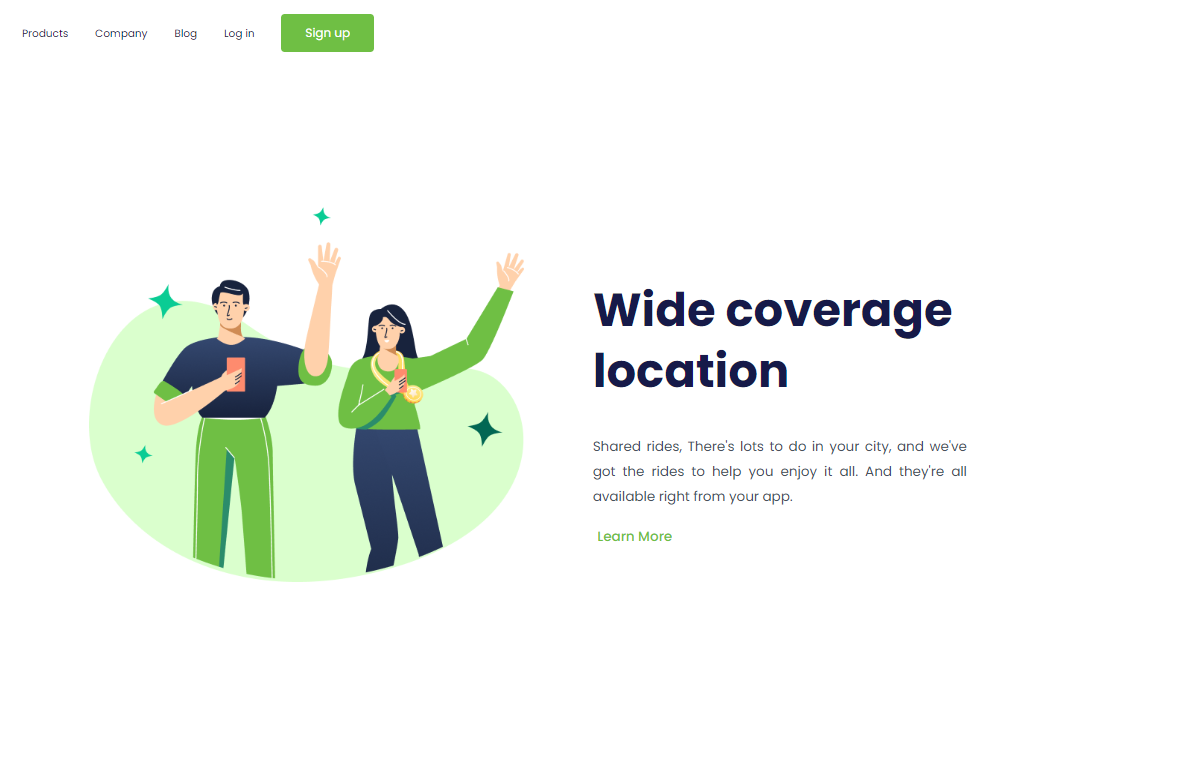 Products Company Blog Log in Sign up
Wide coverage
location
Shared rides, There's lots to do in your city, and we've
got the rides to help you enjoy it all. And they're all
available right from your app.
Learn More